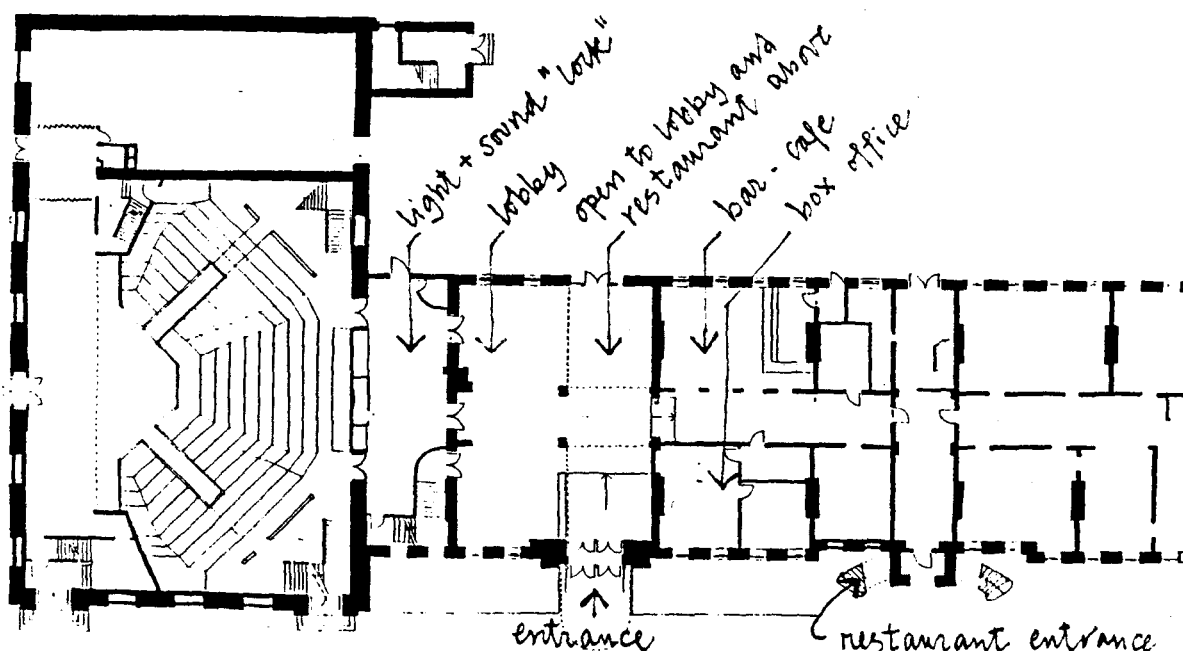 light + sound "lock"
lobby
open to lobby and
restaurant above
bar-cafe
box office
entrance
restaurant entrance